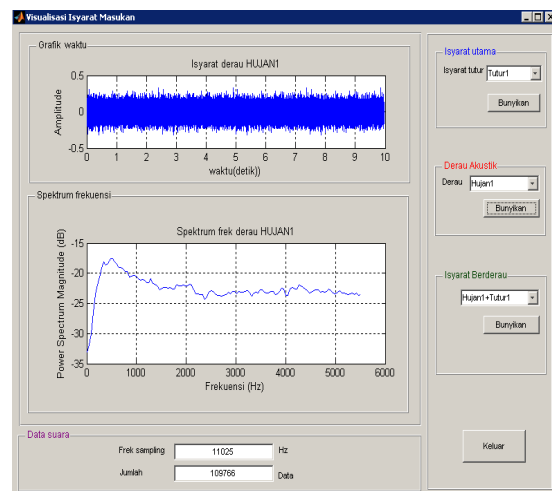 Visualisasi Isyarat Masukan
Grafik waktu
Isyarat derau HUJAN1
Amplitude
0.5
0
-0.5
0 1 2 3 4 5 6 7 8 9 10
waktu(detik))
Spektrum frekuensi
Spektrum frek derau HUJAN1
Power Spectrum Magnitude (dB)
-15
-20
-25
-30
-35
0 1000 2000 3000 4000 5000 6000
Frekuensi (Hz)
Data suara
Frek sampling 11025 Hz
Jumlah 109766 Data
Isyarat utama
Isyarat tutur Tutur1
Bunyikan
Derau Akustik
Derau Hujan1
Bunyikan
Isyarat Berderau
Hujan1+Tutur1
Bunyikan
Keluar